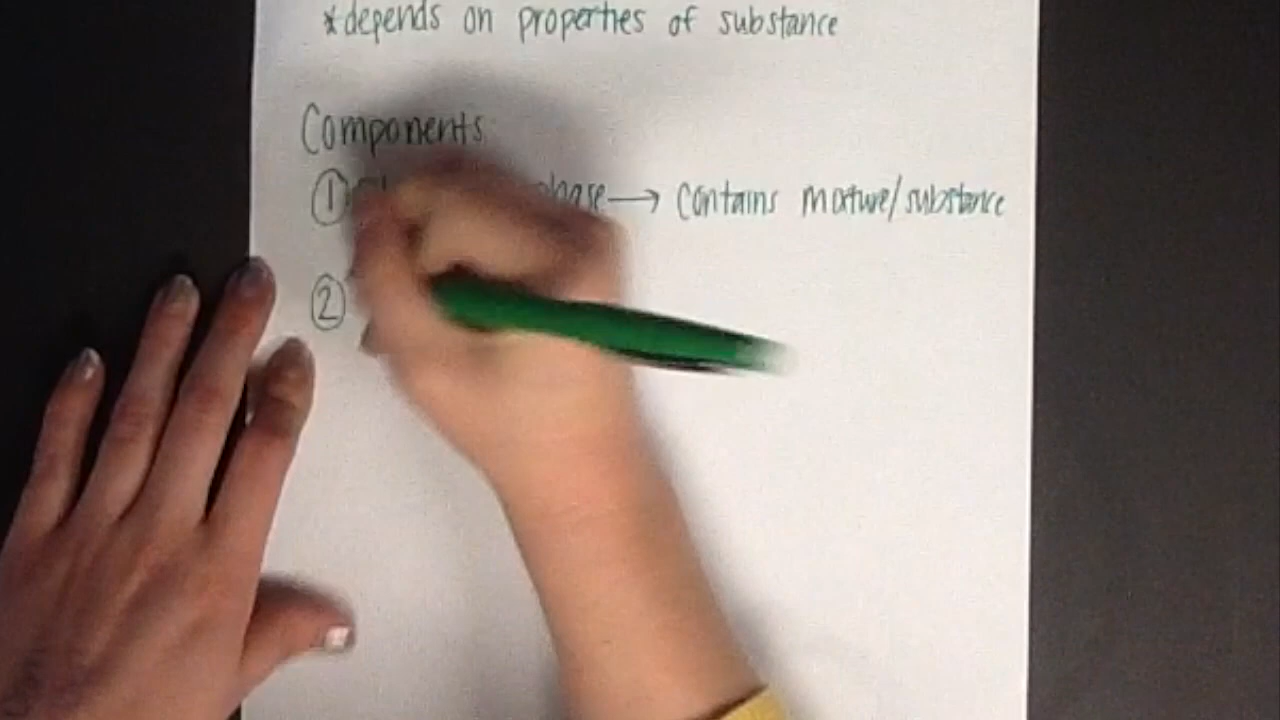 *depends on properties of substance
Components
① phase → contains mixture/substance
②